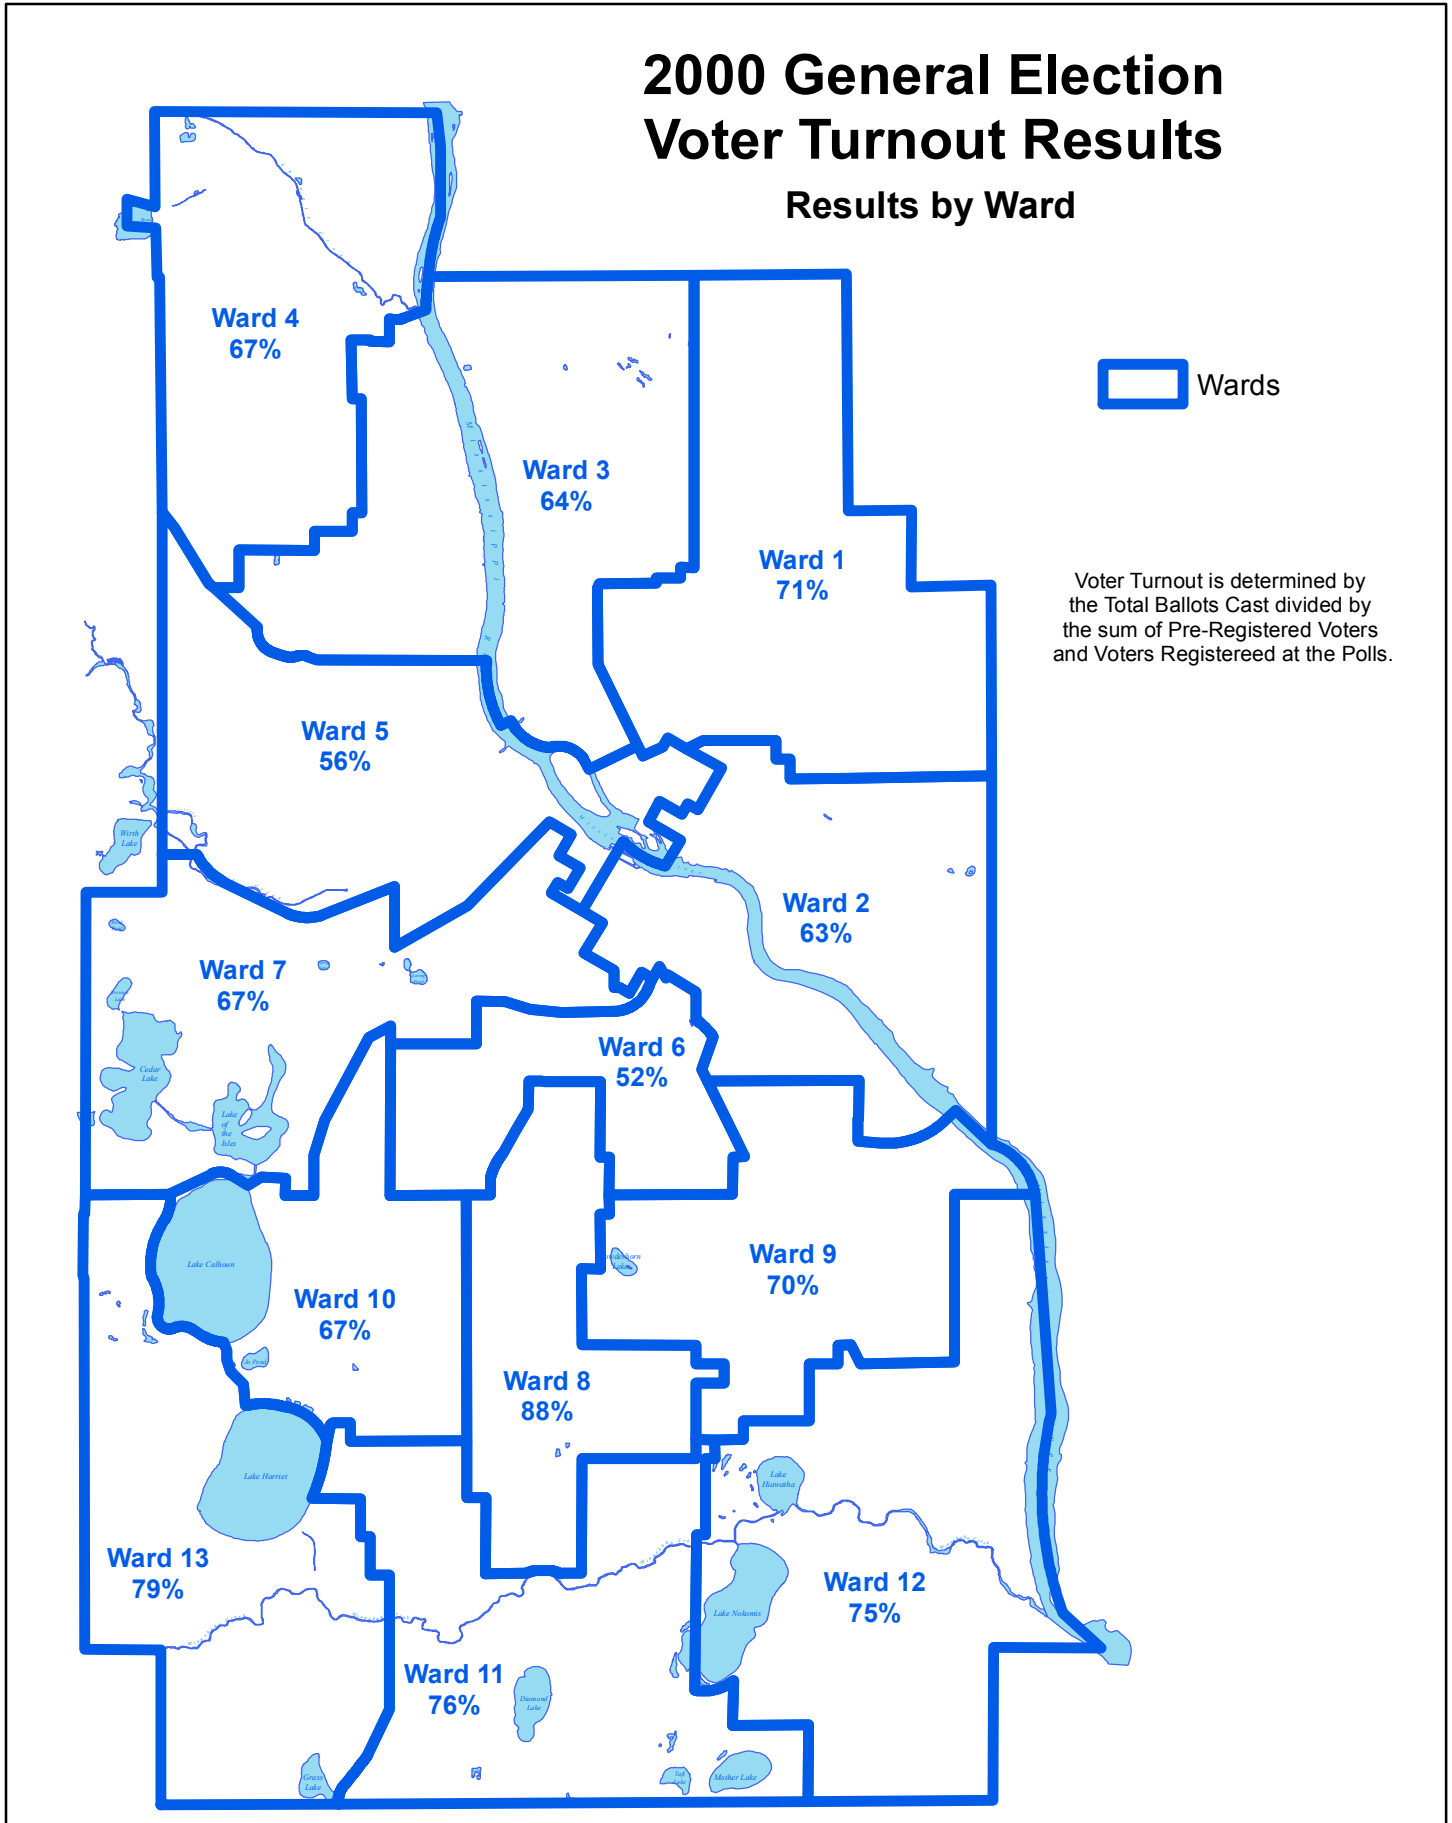 2000 General Election
Voter Turnout Results
Results by Ward
Ward 4
67%
Wards
Ward 3
64%
Ward 1
71%
Voter Turnout is determined by
the Total Ballots Cast divided by
the sum of Pre-Registered Voters
and Voters Registereed at the Polls.
Ward 5
56%
Wirth
Lake
Ward 2
63%
Ward 7
67%
Ward 6
52%
Cedar
Lake
Lake
of
the
Isles
Lake Calhoun
Ward 9
70%
Ward 10
67%
Ward 8
88%
Lake Harriet
Lake
Hiawatha
Ward 13
79%
Ward 12
75%
Lake Nokomis
Ward 11
76%
Diamond
Lake
Grass
Lake
Taft
Lake
Mother Lake